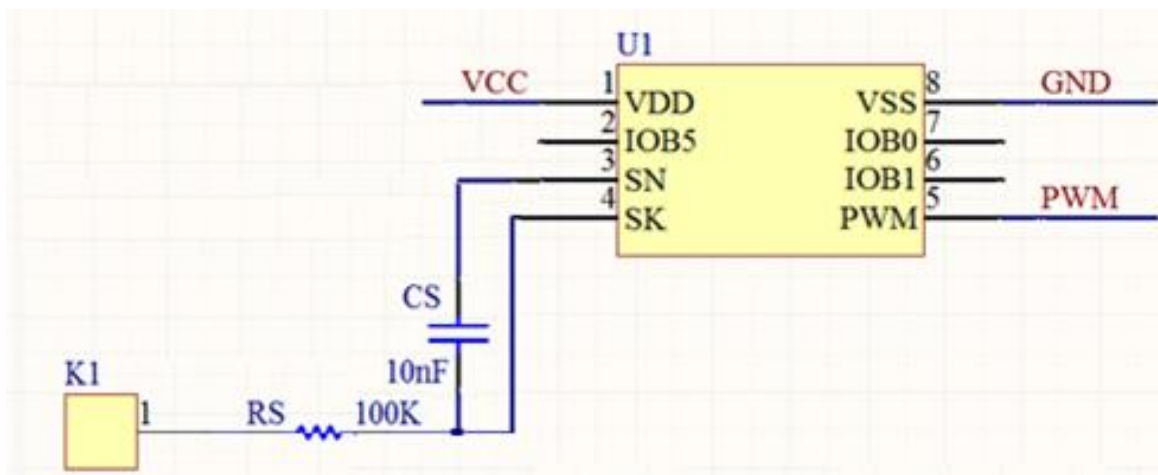 U1
VCC 1 VDD VSS 8 GND
2 IOB5 IOB0 7
3 SN IOB1 6
4 SK PWM 5 PWM
CS
10nF
K1
1 RS 100K